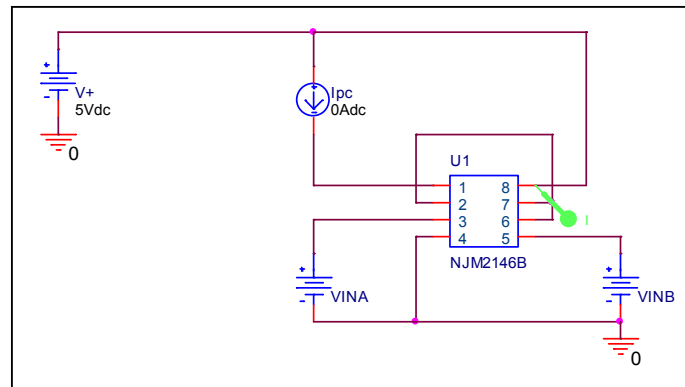 V+
5Vdc
0
Ipc
0Adc
U1
1 8
2 7
3 6
4 5
NJM2146B
I
VINA
VINB
0